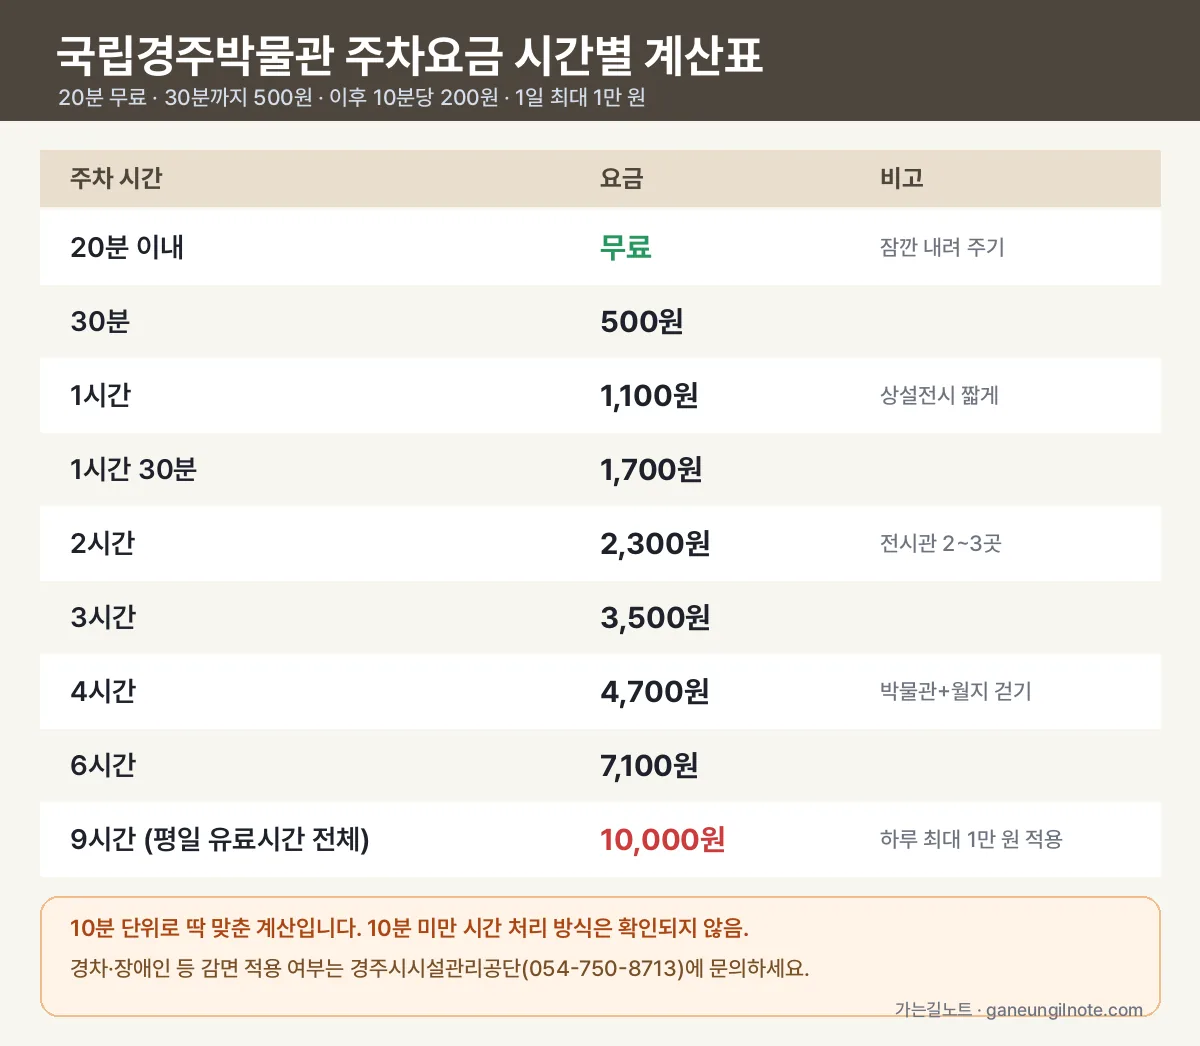 국립경주박물관 주차요금 시간별 계산표
20분 무료 · 30분까지 500원 · 이후 10분당 200원 · 1일 최대 1만 원
주차 시간 요금 비고
20분 이내 무료 잠깐 내려 주기
30분 500원
1시간 1,100원 상설전시 짧게
1시간 30분 1,700원
2시간 2,300원 전시관 2~3곳
3시간 3,500원
4시간 4,700원 박물관+월지 걷기
6시간 7,100원
9시간 (평일 유료시간 전체) 10,000원 하루 최대 1만 원 적용
10분 단위로 딱 맞춘 계산입니다. 10분 미만 시간 처리 방식은 확인되지 않음.
경차·장애인 등 감면 적용 여부는 경주시시설관리공단(054-750-8713)에 문의하세요.
가는길노트 · ganeungilnote.com